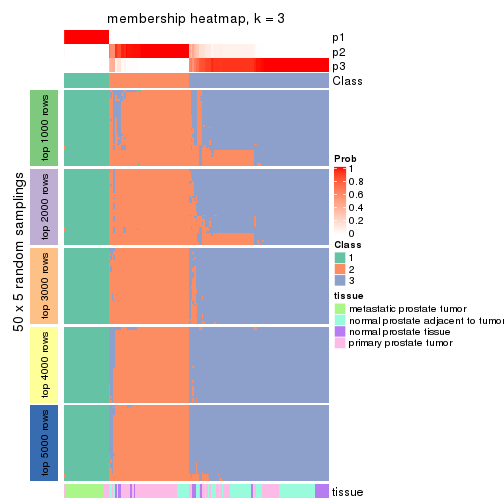 membership heatmap, k = 3
p1
p2
p3
Class
50 x 5 random samplings
top 1000 rows
top 2000 rows
top 3000 rows
top 4000 rows
top 5000 rows
Prob
1
0.8
0.6
0.4
0.2
0
Class
1
2
3
tissue
metastatic prostate tumor
normal prostate adjacent to tumor
normal prostate tissue
primary prostate tumor
tissue